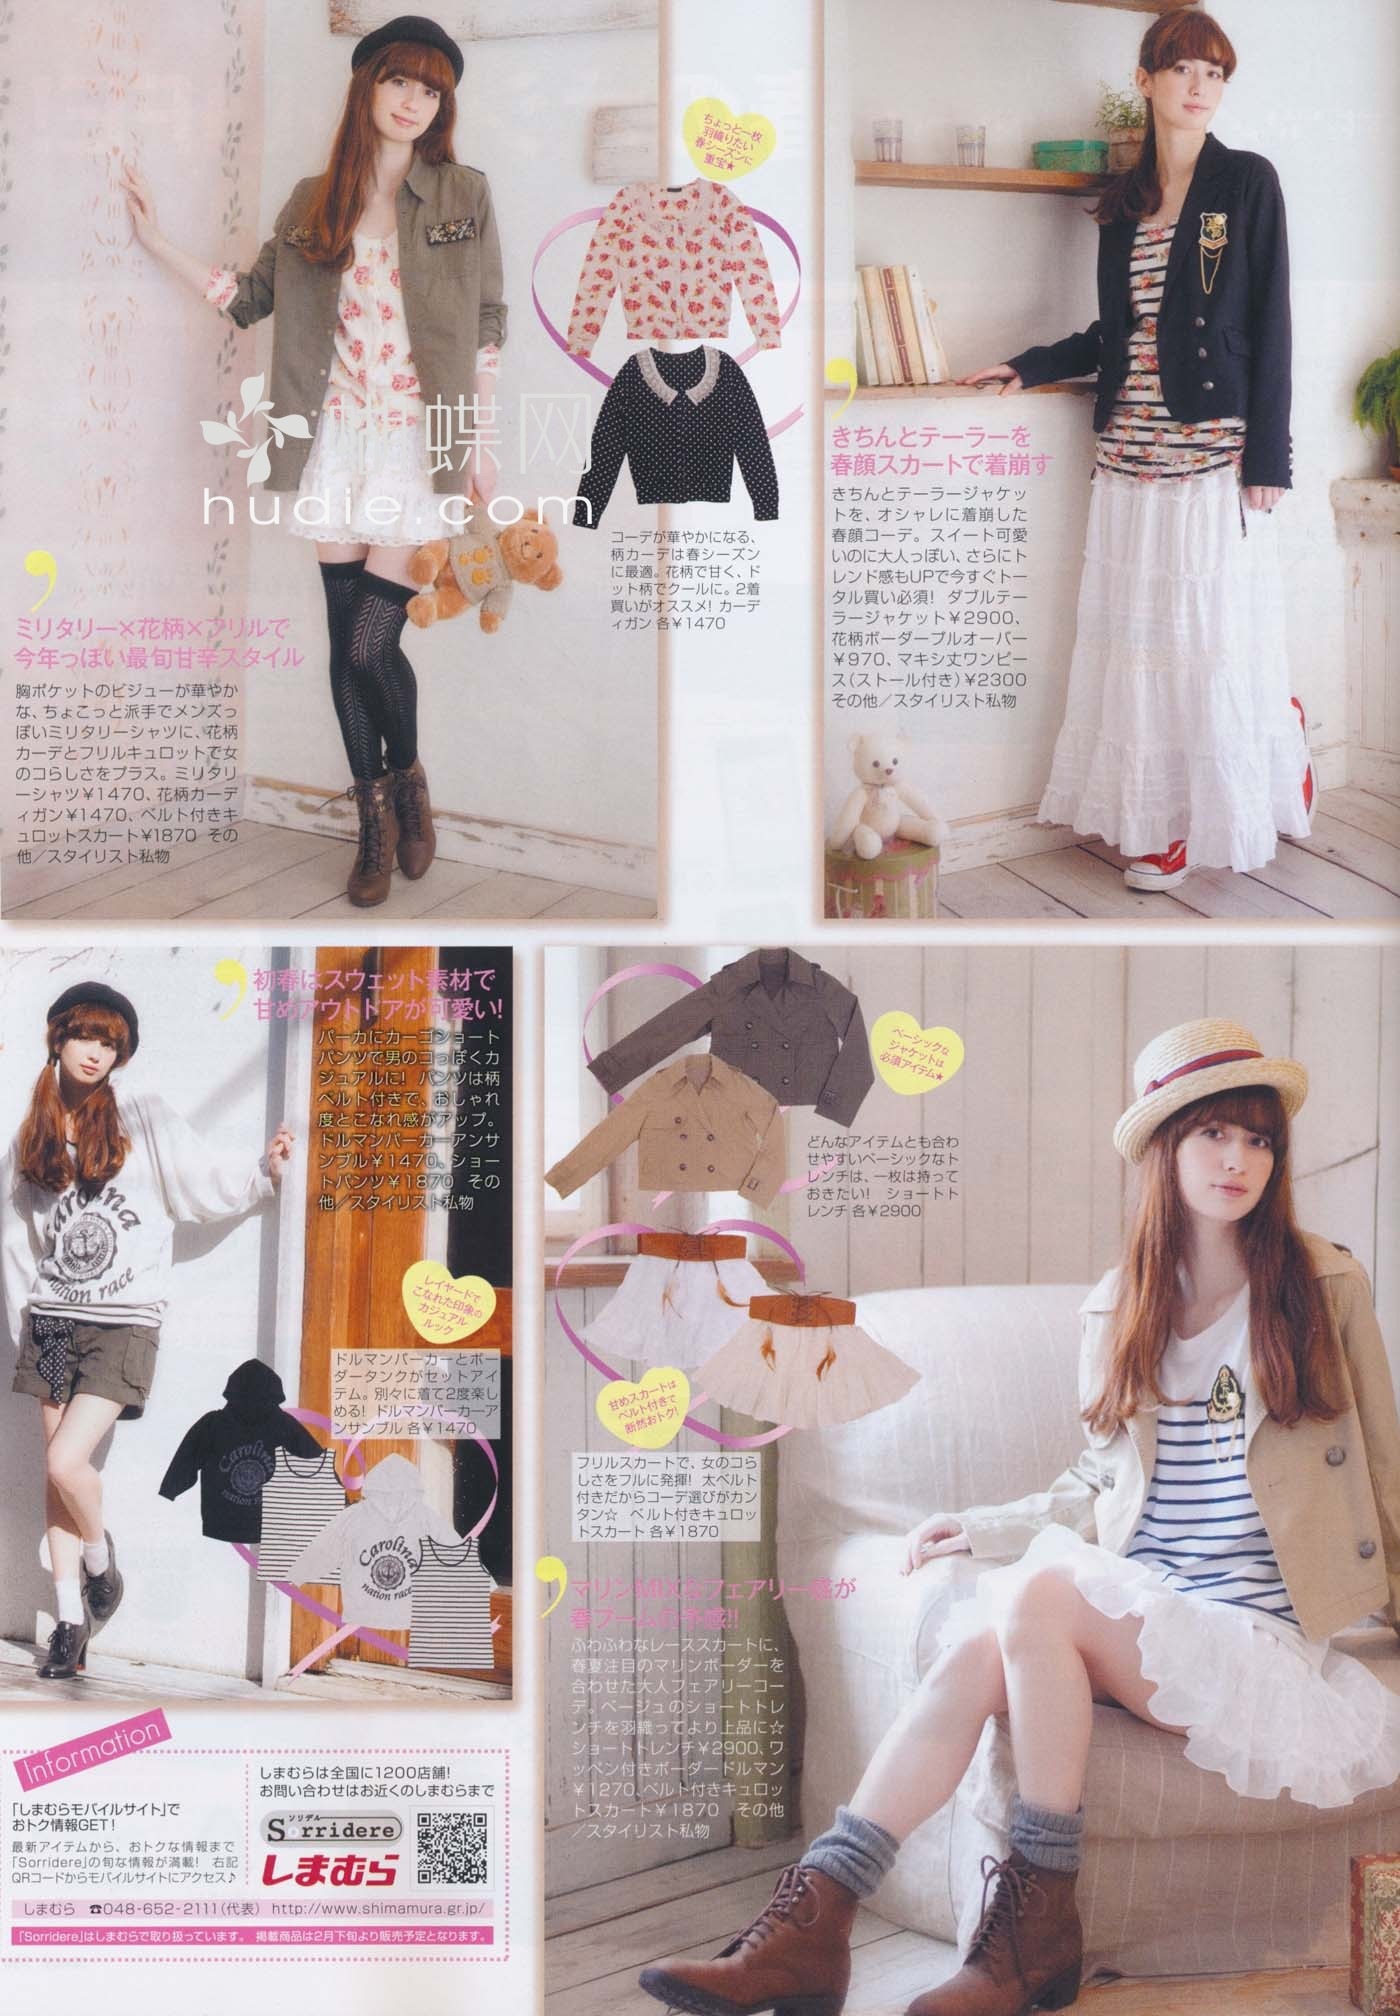 ちょっと一枚
羽織りたい
春シーズンに
重宝★
蝶网
hudie.com
コーデが華やかになる、
柄カーデは春シーズン
に最適。花柄で甘く、ド
ット柄でクールに。2着
買いがオススメ! カーデ
ィガン 各¥1470
ミリタリー×花柄×フリルで
今年っぽい最旬甘辛スタイル
胸ポケットのビジューが華やか
な、ちょこっと派手でメンズっ
ぽいミリタリーシャツに、花柄
カーデとフリルキュロットで女
のコらしさをプラス。ミリタリ
ーシャツ¥1470、花柄カーデ
ィガン¥1470、ベルト付きキ
ュロットスカート¥1870 その
他／スタイリスト私物
きちんとテーラーを
春顔スカートで着崩す
きちんとテーラージャケッ
トを、オシャレに着崩した
春顔コーデ。スイート可愛
いのに大人っぽい、さらにト
レンド感もUPで今すぐトー
タル買い必須! ダブルテー
ラージャケット¥2900、
花柄ボーダープルオーバー
¥970、マキシ丈ワンピー
ス(ストール付き)¥2300
その他／スタイリスト私物
初春はスウェット素材で
甘めアウトドアが可愛い!
パーカにカーゴショート
パンツで男のコっぽくカ
ジュアルに! パンツは柄
ベルト付きで、おしゃれ
度とこなれ感がアップ。
ドルマンパーカーアンサ
ンブル¥1470、ショー
トパンツ¥1870 その
他／スタイリスト私物
Carolina
nation race
レイヤードで
こなれた印象の
カジュアル
ルック
ドルマンパーカーとボー
ダータンクがセットアイ
テム。別々に着て2度楽し
める! ドルマンパーカーア
ンサンブル 各¥1470
Carolina
nation race
Carolina
nation race
ベーシックな
ジャケットは
必須アイテム★
どんなアイテムとも合わ
せやすいベーシックなト
レンチは、一枚は持って
おきたい! ショートト
レンチ 各¥2900
甘めスカートは
ベルト付きで
断然おトク!
フリルスカートで、女のコら
しさをフルに発揮! 太ベルト
付きだからコーデ選びがカン
タン☆ ベルト付きキュロッ
トスカート 各¥1870
マリンMIXなフェアリー感が
春ブームの予感!!
ふわふわなレーススカートに、
春夏注目のマリンボーダーを
合わせた大人フェアリーコー
デ。ベージュのショートトレ
ンチを羽織ってより上品に☆
ショートトレンチ¥2900、ワ
ッペン付きボーダードルマン
¥1270、ベルト付きキュロッ
トスカート¥1870 その他
／スタイリスト私物
Information
「しまむらモバイルサイト」で
おトク情報GET!
最新アイテムから、おトクな情報まで
「Sorridere」の旬な情報が満載! 右記
QRコードからモバイルサイトにアクセス♪
しまむらは全国に1200店舗!
お問い合わせはお近くのしまむらまで
ソリデル
Sorridere
しまむら
しまむら ☎048-652-2111(代表) http://www.shimamura.gr.jp/
「Sorridere」はしまむらで取り扱っています。 掲載商品は2月下旬より販売予定となります。